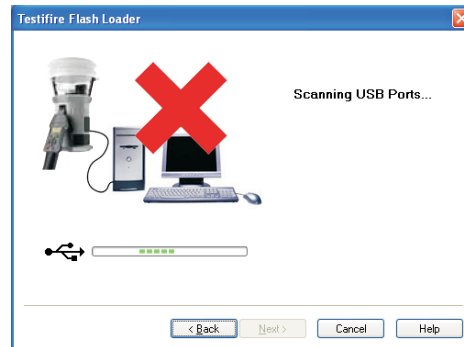 Testifire Flash Loader
Scanning USB Ports...
< Back
Next >
Cancel
Help